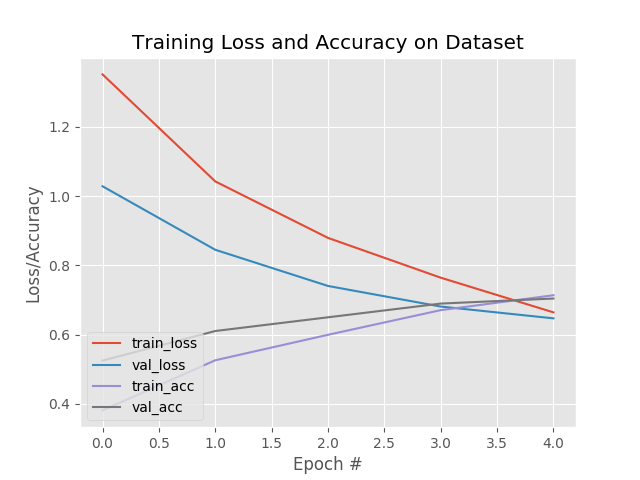 Training Loss and Accuracy on Dataset
Loss/Accuracy
1.2
1.0
0.8
0.6
0.4
train_loss
val_loss
train_acc
val_acc
0.0 0.5 1.0 1.5 2.0 2.5 3.0 3.5 4.0
Epoch #